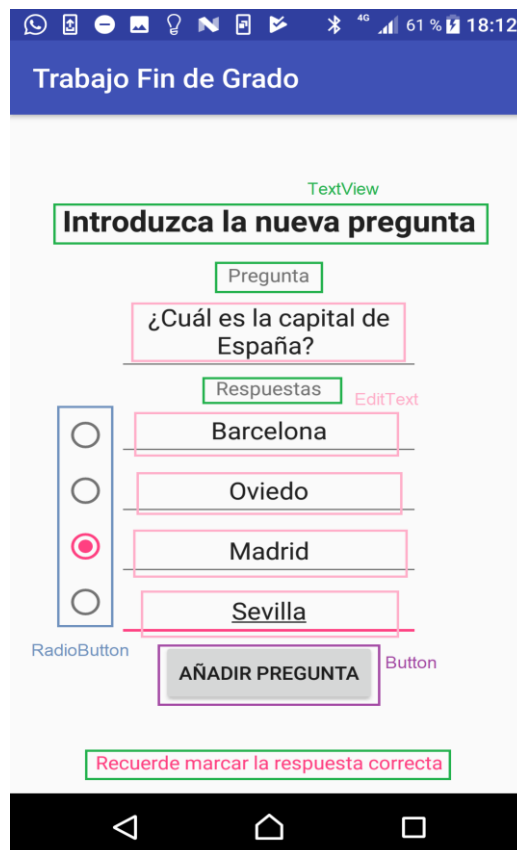 4G 61 % 18:12
Trabajo Fin de Grado
TextView
Introduzca la nueva pregunta
Pregunta
¿Cuál es la capital de
España?
Respuestas
EditText
Barcelona
Oviedo
Madrid
Sevilla
RadioButton
AÑADIR PREGUNTA
Button
Recuerde marcar la respuesta correcta